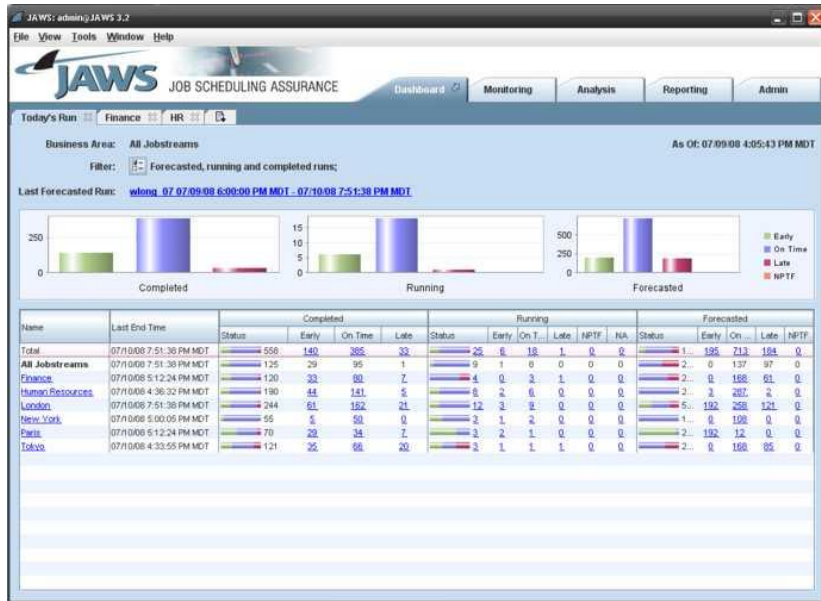 JAWS: admin@JAWS 3.2
File View Tools Window Help
JAWS JOB SCHEDULING ASSURANCE
Dashboard Monitoring Analysis Reporting Admin
Today's Run Finance HR
Business Area: All Jobstreams As Of: 07/09/08 4:05:43 PM MDT
Filter: Forecasted, running and completed runs;
Last Forecasted Run: wlong_07 07/09/08 6:00:00 PM MDT - 07/10/08 7:51:38 PM MDT
250
0
Completed
15
10
5
0
Running
500
250
0
Forecasted
Early
On Time
Late
NPTF
Name Last End Time Completed Running Forecasted
Status Early On Time Late Status Early On T... Late NPTF NA Status Early On ... Late NPTF
Total 07/10/08 7:51:38 PM MDT 558 140 385 33 25 6 18 1 0 0 1... 195 713 184 0
All Jobstreams 07/10/08 7:51:38 PM MDT 125 29 95 1 9 1 8 0 0 0 2... 0 137 97 0
Finance 07/10/08 5:12:24 PM MDT 120 33 80 7 4 0 3 1 0 0 2... 0 168 61 0
Human Resources 07/10/08 4:36:32 PM MDT 190 44 141 5 8 2 6 0 0 0 2... 3 287 2 0
London 07/10/08 7:51:38 PM MDT 244 61 162 21 12 3 9 0 0 0 5... 192 258 121 0
New York 07/10/08 5:00:05 PM MDT 55 5 50 0 3 1 2 0 0 0 1... 0 108 0 0
Paris 07/10/08 5:12:24 PM MDT 70 29 34 7 3 2 1 0 0 0 2... 192 12 0 0
Tokyo 07/10/08 4:33:55 PM MDT 121 35 66 20 3 1 1 1 0 0 2... 0 168 85 0